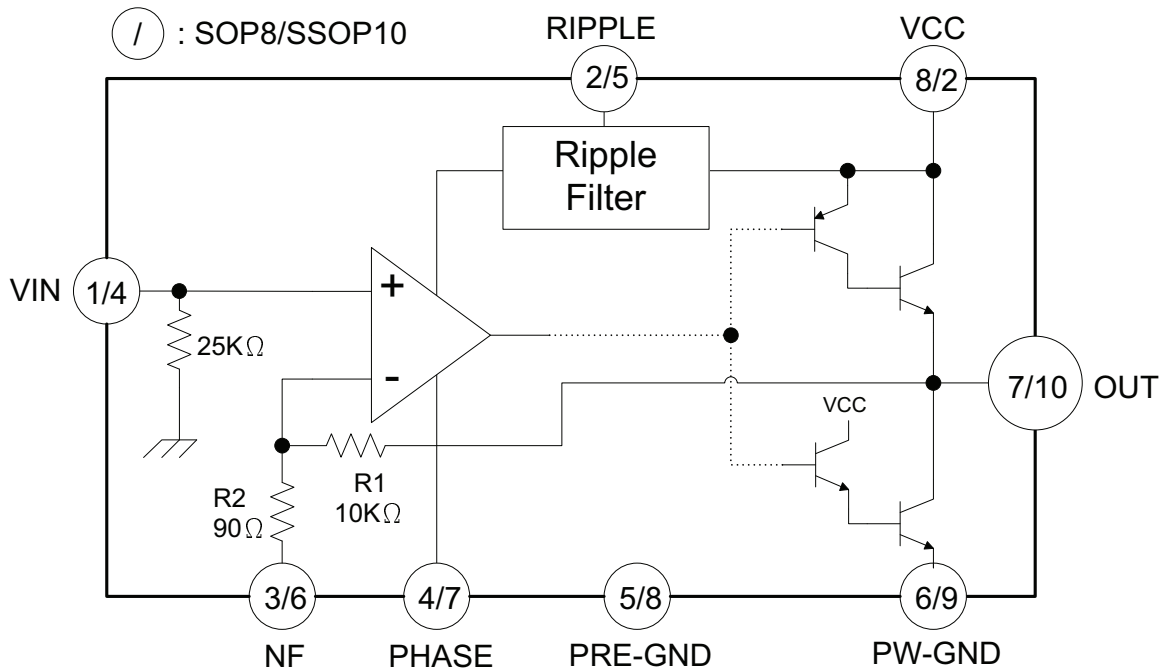 / : SOP8/SSOP10
RIPPLE
VCC
2/5
8/2
Ripple
Filter
VIN
1/4
+
25KΩ
-
VCC
7/10
OUT
R1
10KΩ
R2
90Ω
3/6
4/7
5/8
6/9
NF
PHASE
PRE-GND
PW-GND